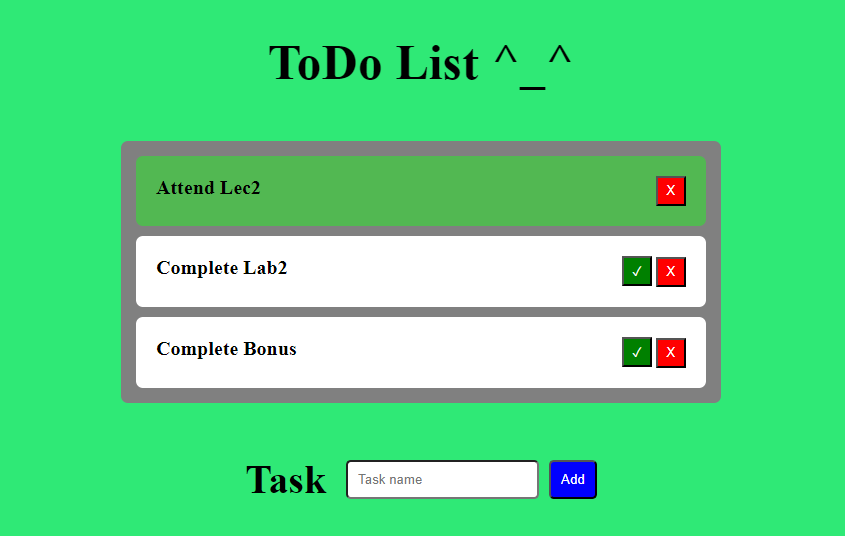 ToDo List ^_^
Attend Lec2 X
Complete Lab2 ✓ X
Complete Bonus ✓ X
Task Task name Add